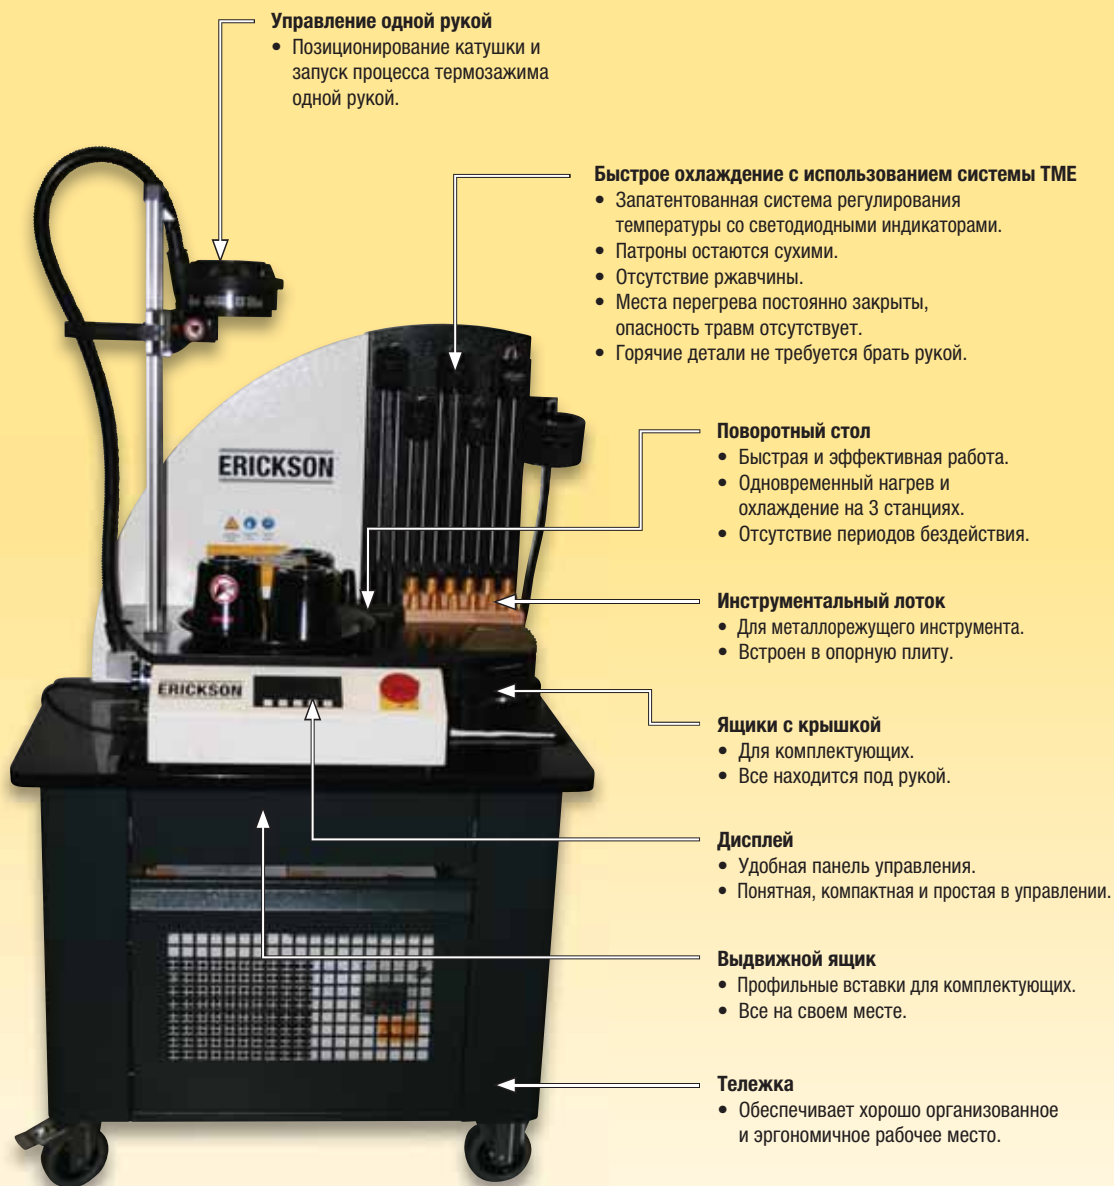 Управление одной рукой
• Позиционирование катушки и
запуск процесса термозажима
одной рукой.
Быстрое охлаждение с использованием системы TME
• Запатентованная система регулирования
температуры со светодиодными индикаторами.
• Патроны остаются сухими.
• Отсутствие ржавчины.
• Места перегрева постоянно закрыты,
опасность травм отсутствует.
• Горячие детали не требуется брать рукой.
ERICKSON
Поворотный стол
• Быстрая и эффективная работа.
• Одновременный нагрев и
охлаждение на 3 станциях.
• Отсутствие периодов бездействия.
Инструментальный лоток
• Для металлорежущего инструмента.
• Встроен в опорную плиту.
ERICKSON
Ящики с крышкой
• Для комплектующих.
• Все находится под рукой.
Дисплей
• Удобная панель управления.
• Понятная, компактная и простая в управлении.
Выдвижной ящик
• Профильные вставки для комплектующих.
• Все на своем месте.
Тележка
• Обеспечивает хорошо организованное
и эргономичное рабочее место.